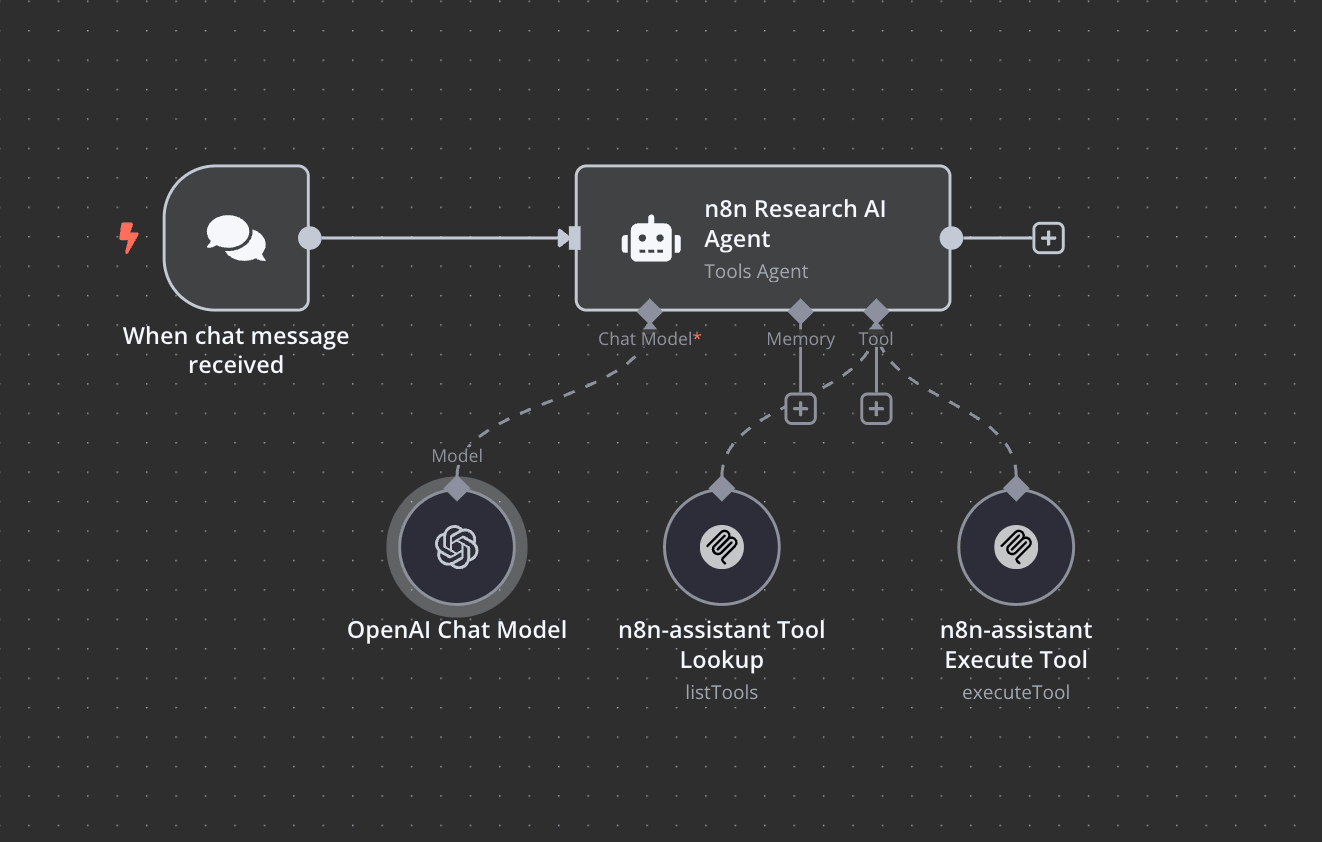 n8n Research AI
Agent
Tools Agent
When chat message
received
Chat Model*
Memory
Tool
Model
OpenAI Chat Model
n8n-assistant Tool
Lookup
listTools
n8n-assistant
Execute Tool
executeTool